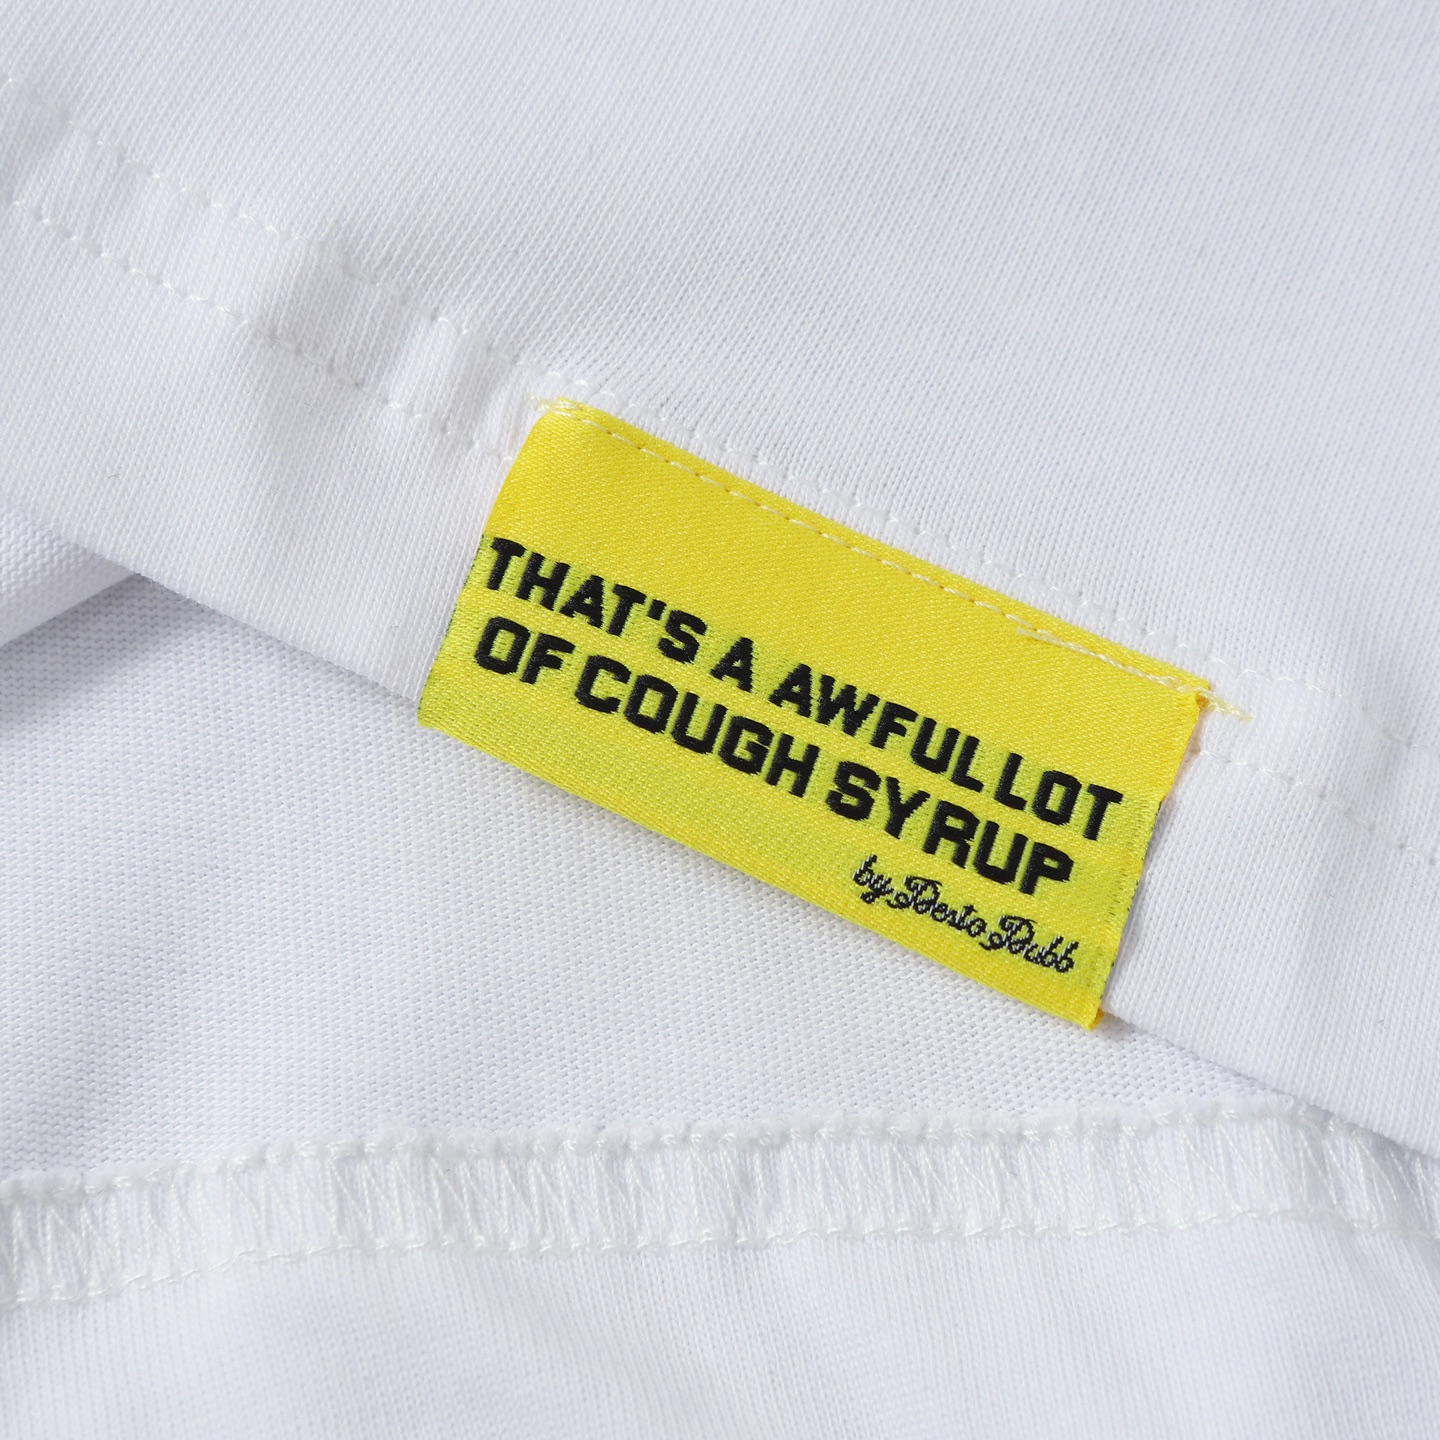 THAT'S A AWFUL LOT
OF COUGH SYRUP
by Desto Dubb